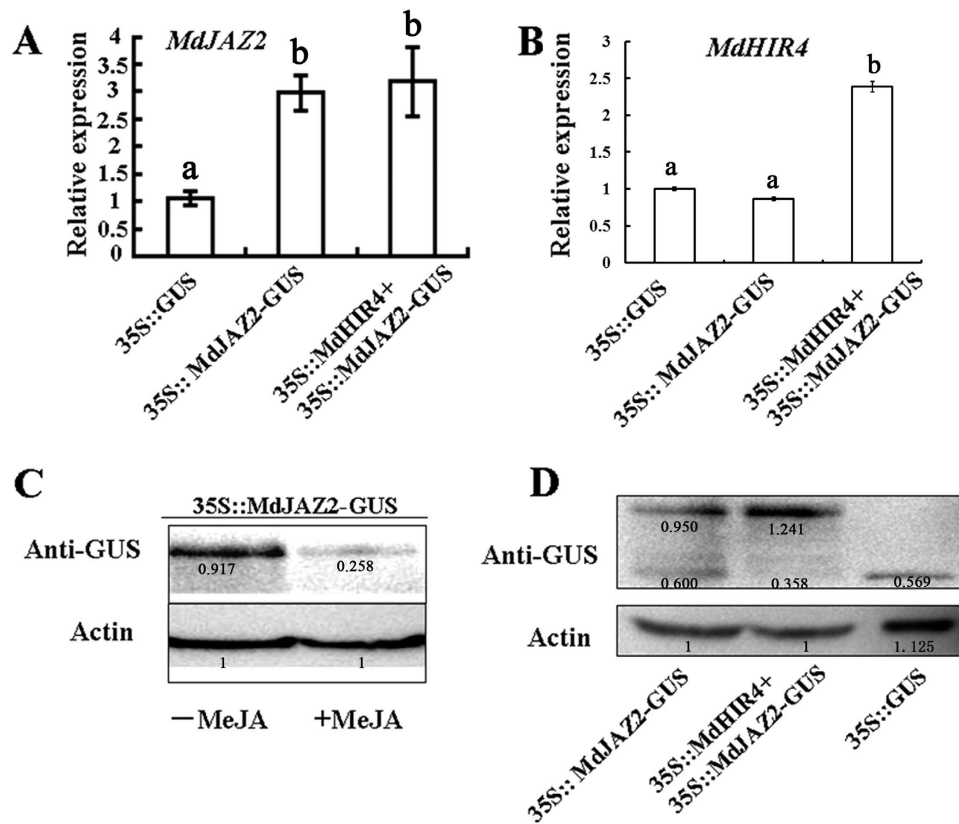 A
MdJAZ2
Relative expression
4
3.5
3
2.5
2
1.5
1
0.5
0
a
b
b
35S::GUS
35S:: MdJAZ2-GUS
35S::MdHIR4+
35S::MdJAZ2-GUS
B
MdHIR4
Relative expression
3
2.5
2
1.5
1
0.5
0
a
a
b
35S::GUS
35S:: MdJAZ2-GUS
35S::MdHIR4+
35S::MdJAZ2-GUS
C
35S::MdJAZ2-GUS
Anti-GUS
0.917 0.258
Actin
1 1
—MeJA +MeJA
D
Anti-GUS
0.950 1.241
0.600 0.358 0.569
Actin
1 1 1.125
35S:: MdJAZ2-GUS
35S::MdHIR4+
35S::MdJAZ2-GUS
35S::GUS